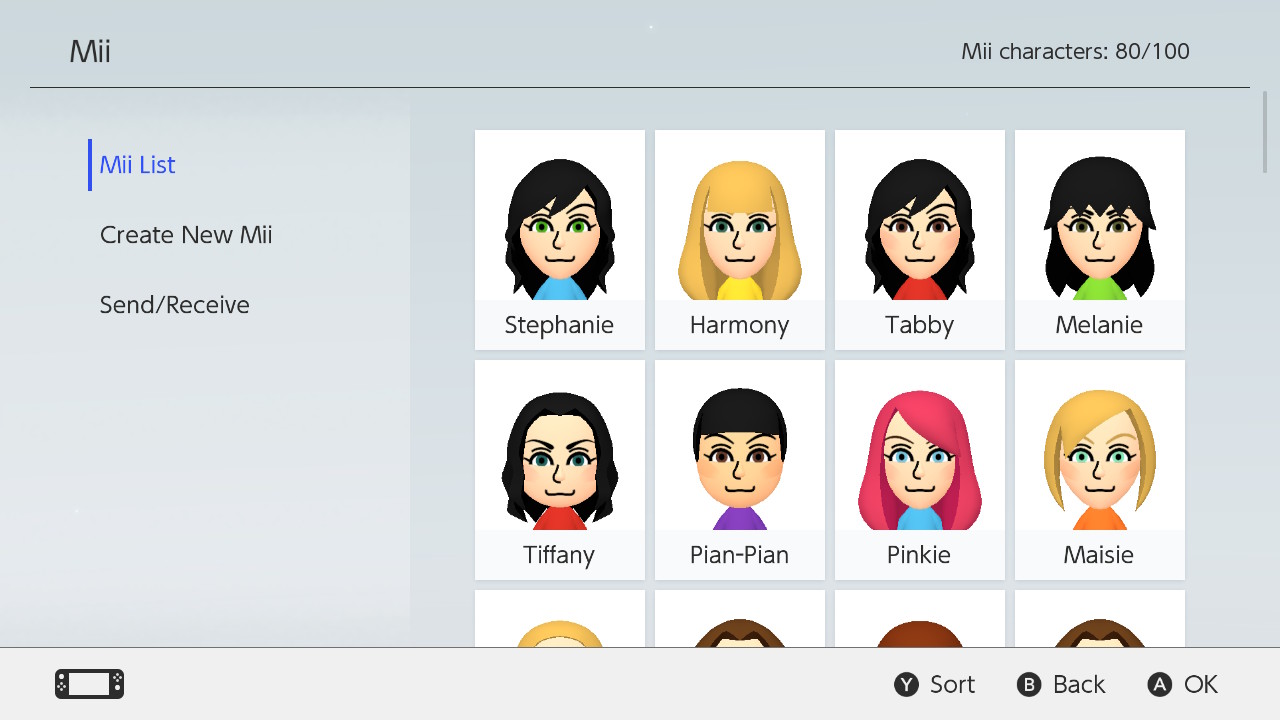 Mii
Mii characters: 80/100
Mii List
Create New Mii
Send/Receive
Stephanie
Harmony
Tabby
Melanie
Tiffany
Pian-Pian
Pinkie
Maisie
Y Sort
B Back
A OK